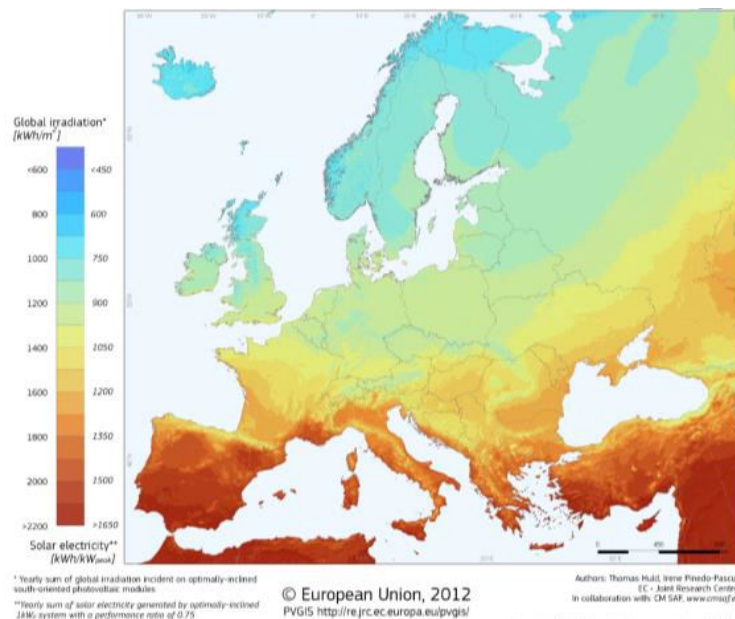 Global irradiation*
[kWh/m²]
<600 <450
800 600
1000 750
1200 900
1400 1050
1600 1200
1800 1350
2000 1500
>2200 >1650
Solar electricity**
[kWh/kWpeak]
* Yearly sum of global irradiation incident on optimally-inclined
south-oriented photovoltaic modules
**Yearly sum of solar electricity generated by optimally-inclined
1kWp system with a performance ratio of 0.75
© European Union, 2012
PVGIS http://re.jrc.ec.europa.eu/pvgis/
Authors: Thomas Huld, Irene Pinedo-Pascua
EC - Joint Research Centre
In collaboration with: CM SAF, www.cmsaf.eu